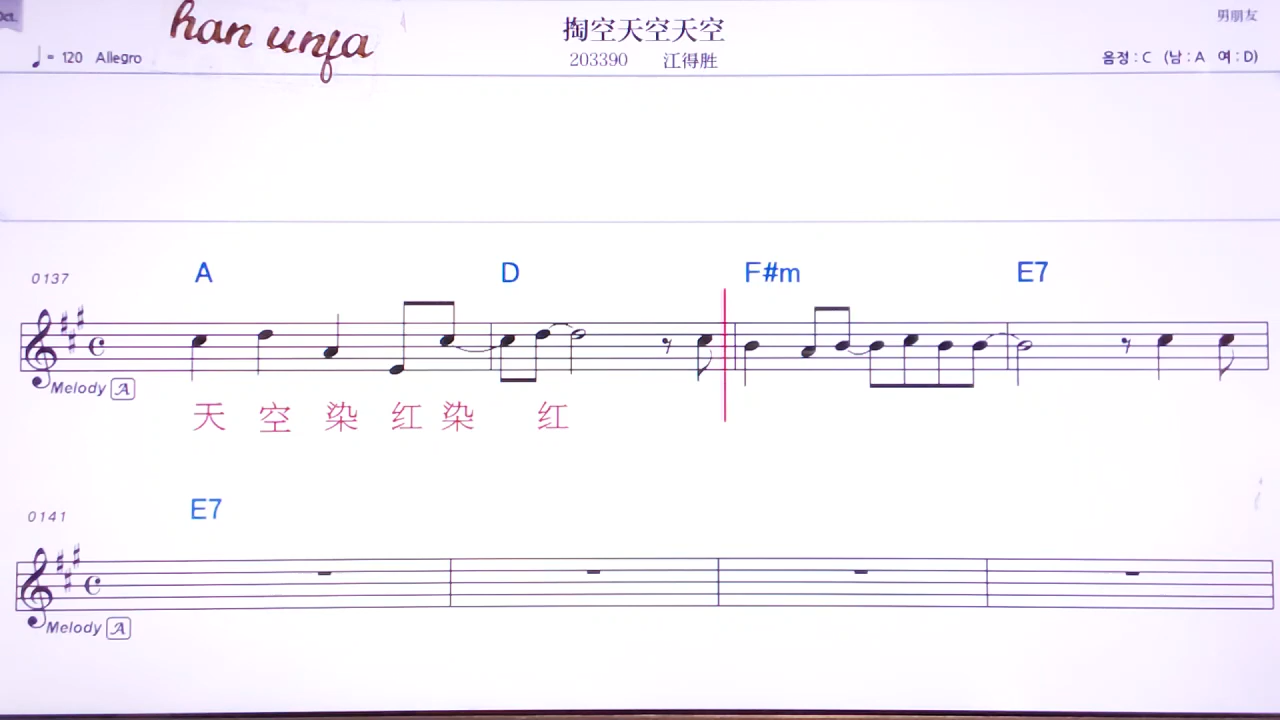 Oct.
han unfa
掏空天空天空
男朋友
♩= 120 Allegro
203390 江得胜
음정 : C (남 : A 여 : D)
0137
A D F#m E7
Melody A
天空染红染红
0141
E7
Melody A